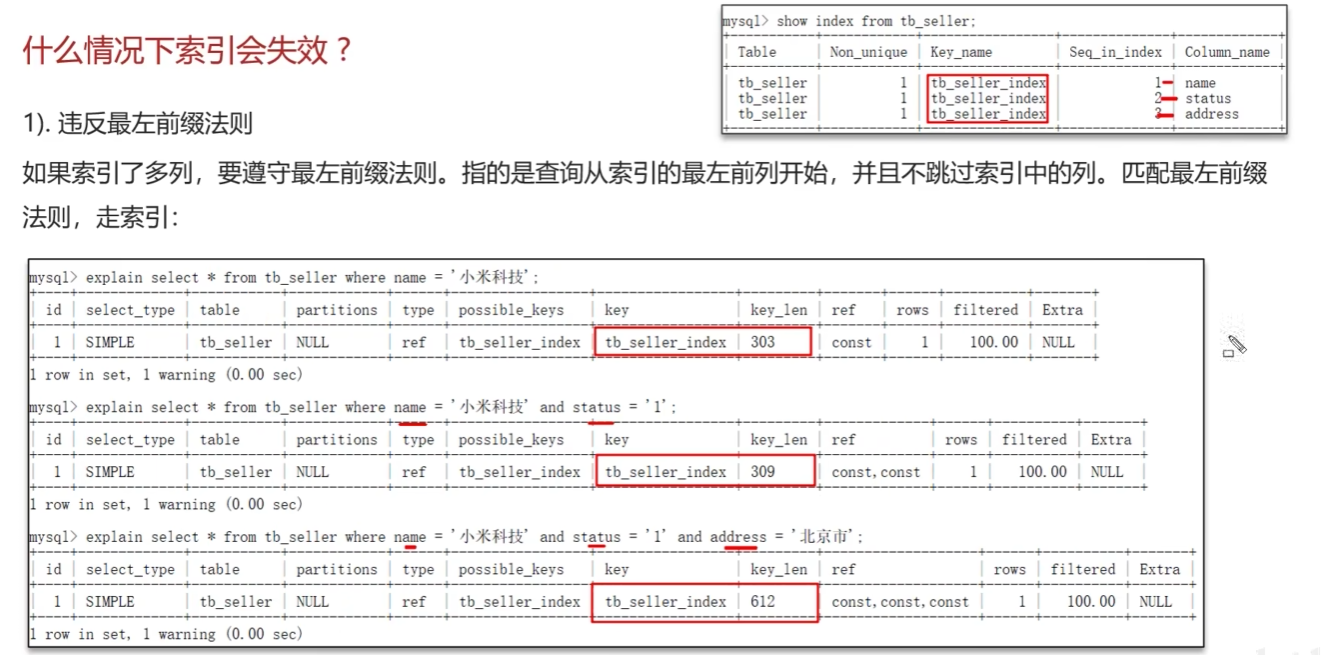 什么情况下索引会失效？
mysql> show index from tb_seller;
| Table | Non_unique | Key_name | Seq_in_index | Column_name |
| tb_seller | 1 | tb_seller_index | 1 | name
| tb_seller | 1 | tb_seller_index | 2 | status
| tb_seller | 1 | tb_seller_index | 3 | address
1). 违反最左前缀法则
如果索引了多列，要遵守最左前缀法则。指的是查询从索引的最左前列开始，并且不跳过索引中的列。匹配最左前缀
法则，走索引：
mysql> explain select * from tb_seller where name = '小米科技';
| id | select_type | table | partitions | type | possible_keys | key | key_len | ref | rows | filtered | Extra |
| 1 | SIMPLE | tb_seller | NULL | ref | tb_seller_index | tb_seller_index | 303 | const | 1 | 100.00 | NULL |
1 row in set, 1 warning (0.00 sec)
mysql> explain select * from tb_seller where name = '小米科技' and status = '1';
| id | select_type | table | partitions | type | possible_keys | key | key_len | ref | rows | filtered | Extra |
| 1 | SIMPLE | tb_seller | NULL | ref | tb_seller_index | tb_seller_index | 309 | const,const | 1 | 100.00 | NULL |
1 row in set, 1 warning (0.00 sec)
mysql> explain select * from tb_seller where name = '小米科技' and status = '1' and address = '北京市';
| id | select_type | table | partitions | type | possible_keys | key | key_len | ref | rows | filtered | Extra |
| 1 | SIMPLE | tb_seller | NULL | ref | tb_seller_index | tb_seller_index | 612 | const,const,const | 1 | 100.00 | NULL |
1 row in set, 1 warning (0.00 sec)